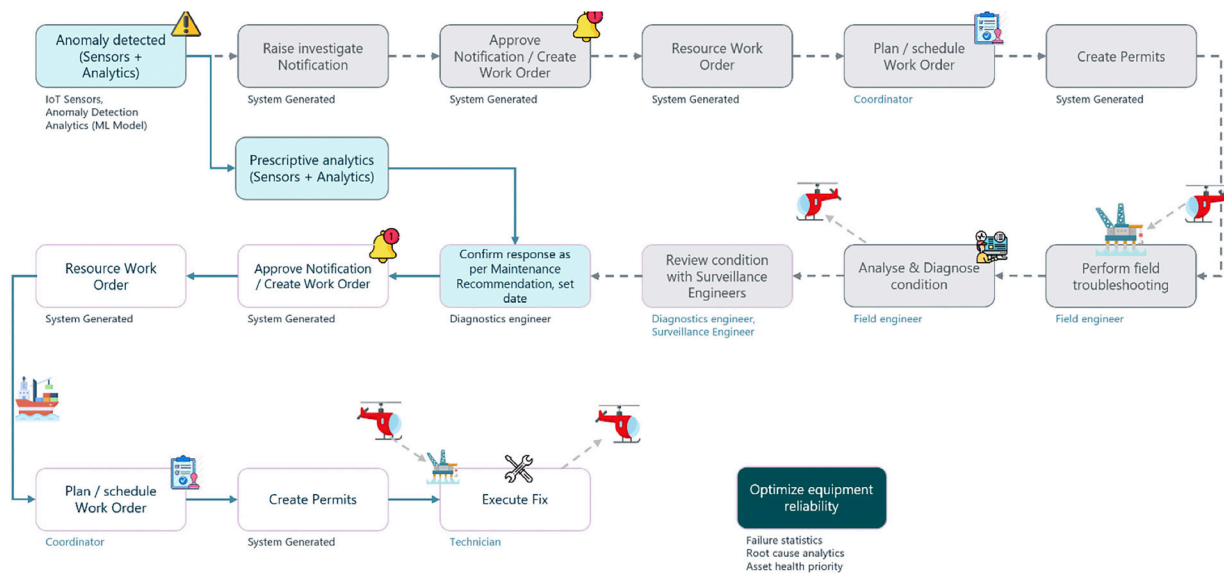 Anomaly detected
(Sensors +
Analytics)
IoT Sensors,
Anomaly Detection
Analytics (ML Model)
Raise investigate
Notification
System Generated
1
Approve
Notification / Create
Work Order
System Generated
Resource Work
Order
System Generated
Plan / schedule
Work Order
Coordinator
Create Permits
System Generated
Prescriptive analytics
(Sensors + Analytics)
Resource Work
Order
System Generated
1
Approve Notification
/ Create Work Order
System Generated
Confirm response as
per Maintenance
Recommendation, set
date
Diagnostics engineer
Review condition
with Surveillance
Engineers
Diagnostics engineer,
Surveillance Engineer
Analyse & Diagnose
condition
Field engineer
Perform field
troubleshooting
Field engineer
Plan / schedule
Work Order
Coordinator
Create Permits
System Generated
Execute Fix
Technician
Optimize equipment
reliability
Failure statistics
Root cause analytics
Asset health priority